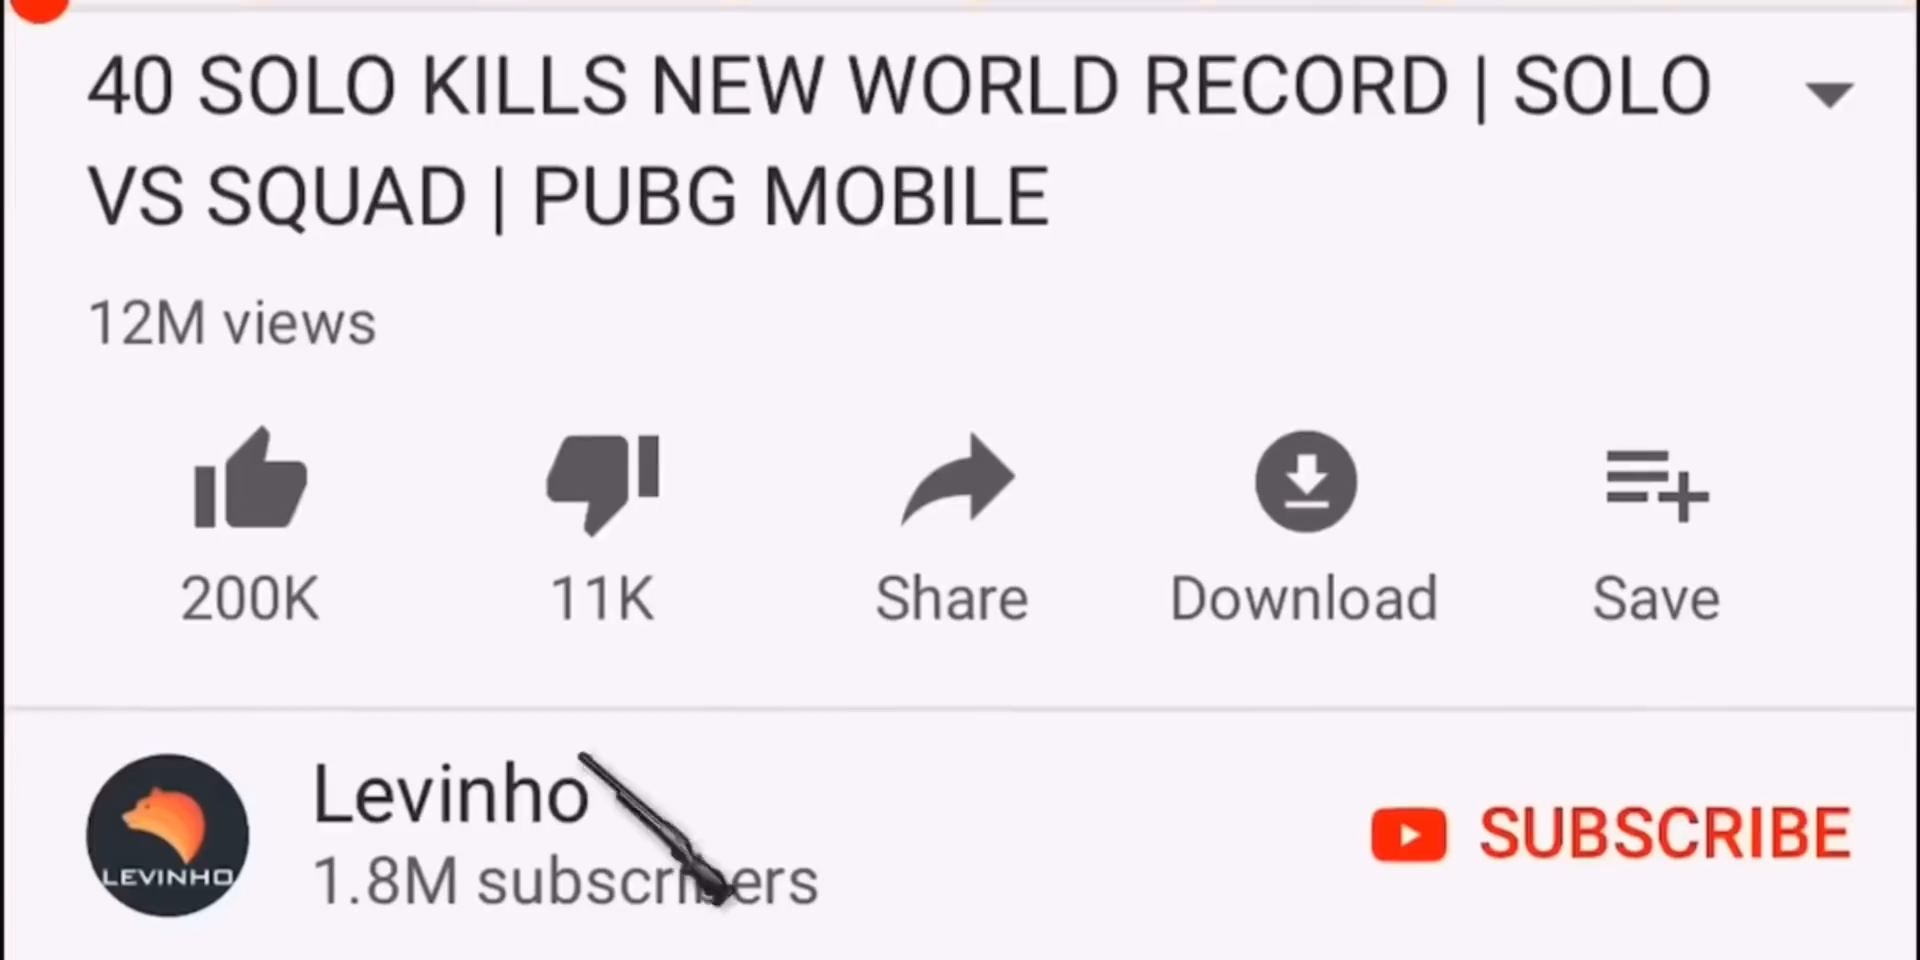 40 SOLO KILLS NEW WORLD RECORD | SOLO
VS SQUAD | PUBG MOBILE
12M views
200K
11K
Share
Download
Save
LEVINHO
Levinho
1.8M subscribers
SUBSCRIBE